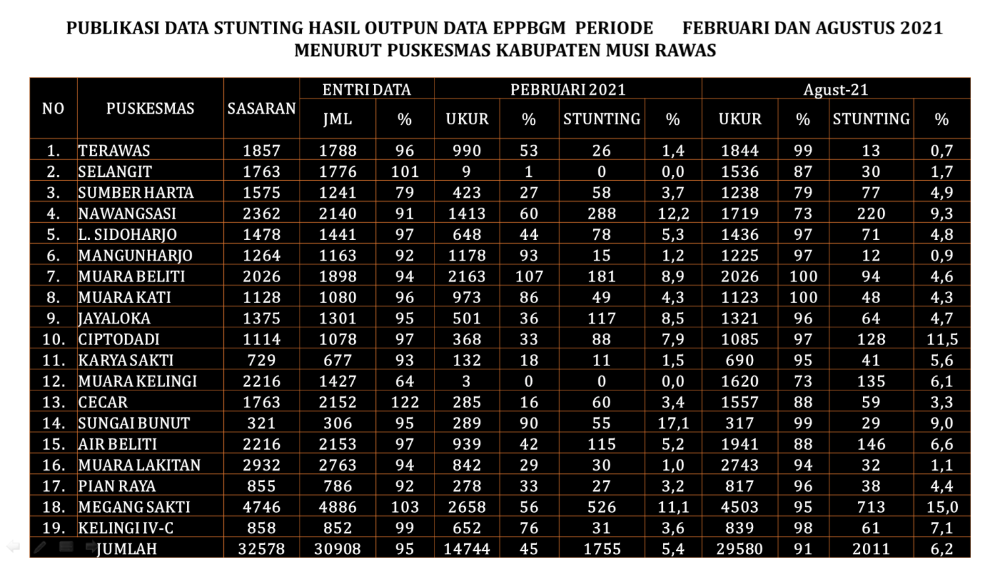 PUBLIKASI DATA STUNTING HASIL OUTPUN DATA EPPBGM PERIODE FEBRUARI DAN AGUSTUS 2021
MENURUT PUSKESMAS KABUPATEN MUSI RAWAS
NO PUSKESMAS SASARAN ENTRI DATA PEBRUARI 2021 Agust-21
JML % UKUR % STUNTING % UKUR % STUNTING %
1. TERAWAS 1857 1788 96 990 53 26 1,4 1844 99 13 0,7
2. SELANGIT 1763 1776 101 9 1 0 0,0 1536 87 30 1,7
3. SUMBER HARTA 1575 1241 79 423 27 58 3,7 1238 79 77 4,9
4. NAWANGSASI 2362 2140 91 1413 60 288 12,2 1719 73 220 9,3
5. L. SIDOHARJO 1478 1441 97 648 44 78 5,3 1436 97 71 4,8
6. MANGUNHARJO 1264 1163 92 1178 93 15 1,2 1225 97 12 0,9
7. MUARA BELITI 2026 1898 94 2163 107 181 8,9 2026 100 94 4,6
8. MUARA KATI 1128 1080 96 973 86 49 4,3 1123 100 48 4,3
9. JAYALOKA 1375 1301 95 501 36 117 8,5 1321 96 64 4,7
10. CIPTODADI 1114 1078 97 368 33 88 7,9 1085 97 128 11,5
11. KARYA SAKTI 729 677 93 132 18 11 1,5 690 95 41 5,6
12. MUARA KELINGI 2216 1427 64 3 0 0 0,0 1620 73 135 6,1
13. CECAR 1763 2152 122 285 16 60 3,4 1557 88 59 3,3
14. SUNGAI BUNUT 321 306 95 289 90 55 17,1 317 99 29 9,0
15. AIR BELITI 2216 2153 97 939 42 115 5,2 1941 88 146 6,6
16. MUARA LAKITAN 2932 2763 94 842 29 30 1,0 2743 94 32 1,1
17. PIAN RAYA 855 786 92 278 33 27 3,2 817 96 38 4,4
18. MEGANG SAKTI 4746 4886 103 2658 56 526 11,1 4503 95 713 15,0
19. KELINGI IV-C 858 852 99 652 76 31 3,6 839 98 61 7,1
JUMLAH 32578 30908 95 14744 45 1755 5,4 29580 91 2011 6,2